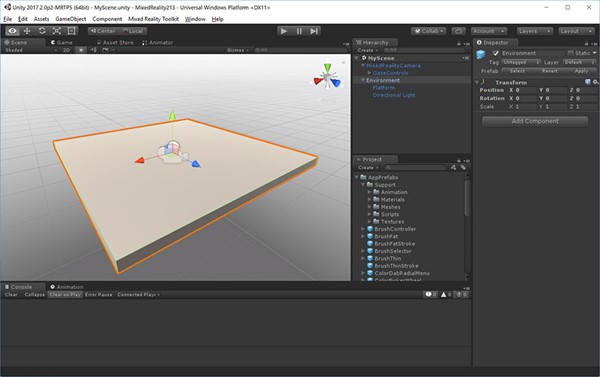 Unity 2017.2.0p2-MRTP5 (64bit) - MyScene.unity - MixedReality213 - Universal Windows Platform <DX11>
File Edit Assets GameObject Component Mixed Reality Toolkit Window Help
Center Local Collab Account Layers Layout
Scene Game Asset Store Animator
Shaded 2D Gizmos All
Hierarchy
Create All
MyScene
MixedRealityCamera
GazeControls
Environment
Platform
Directional Light
Project
Create
AppPrefabs
Support
Animation
Materials
Meshes
Scripts
Textures
BrushController
BrushFat
BrushFatStroke
BrushSelector
BrushThin
BrushThinStroke
ColorDabRadialMenu
Inspector
Environment Static
Tag Untagged Layer Default
Prefab Select Revert Apply
Transform
Position X 0 Y 0 Z 0
Rotation X 0 Y 0 Z 0
Scale X 1 Y 1 Z 1
Add Component
Console Animation
Clear Collapse Clear on Play Error Pause Connected Player 0 0 0